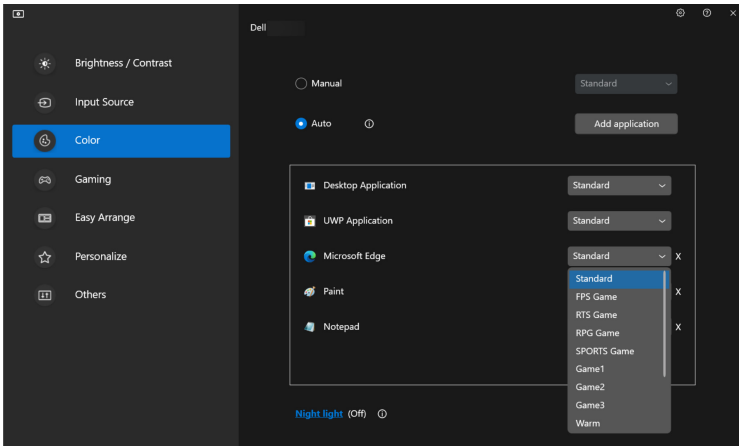 Dell
Brightness / Contrast
Input Source
Color
Gaming
Easy Arrange
Personalize
Others
Manual
Standard
Auto
Add application
Desktop Application
Standard
UWP Application
Standard
Microsoft Edge
Standard
X
Paint
X
Notepad
X
Standard
FPS Game
RTS Game
RPG Game
SPORTS Game
Game1
Game2
Game3
Warm
Night light (Off)